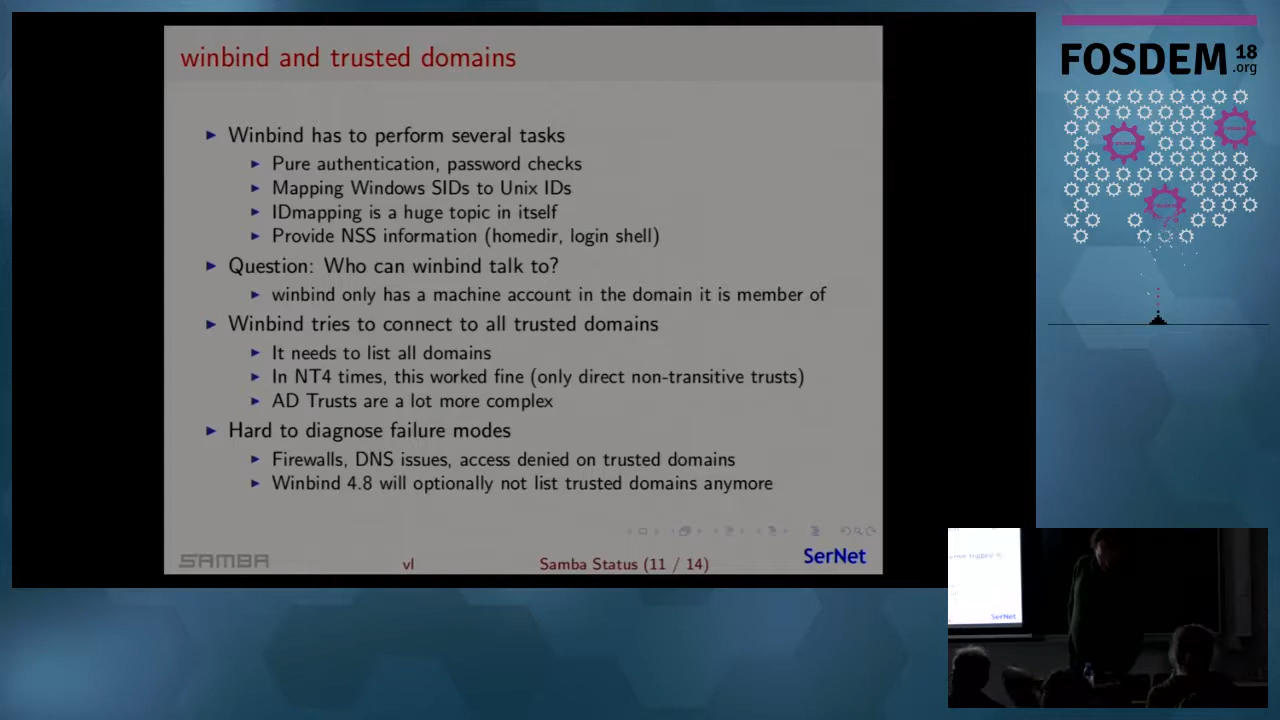 winbind and trusted domains
Winbind has to perform several tasks
Pure authentication, password checks
Mapping Windows SIDs to Unix IDs
IDmapping is a huge topic in itself
Provide NSS information (homedir, login shell)
Question: Who can winbind talk to?
winbind only has a machine account in the domain it is member of
Winbind tries to connect to all trusted domains
It needs to list all domains
In NT4 times, this worked fine (only direct non-transitive trusts)
AD Trusts are a lot more complex
Hard to diagnose failure modes
Firewalls, DNS issues, access denied on trusted domains
Winbind 4.8 will optionally not list trusted domains anymore
SAMBA
vl
Samba Status (11 / 14)
SerNet
FOSDEM 18
.org
SerNet